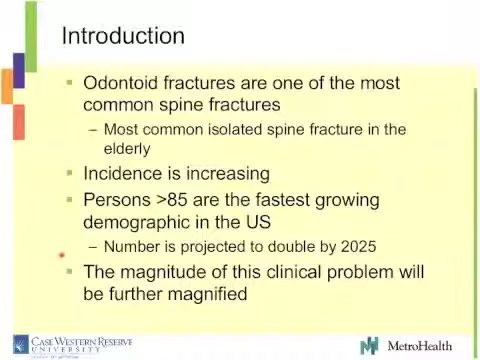 Introduction
Odontoid fractures are one of the most
common spine fractures
– Most common isolated spine fracture in the
elderly
Incidence is increasing
Persons >85 are the fastest growing
demographic in the US
– Number is projected to double by 2025
The magnitude of this clinical problem will
be further magnified
CASE WESTERN RESERVE
UNIVERSITY
MetroHealth